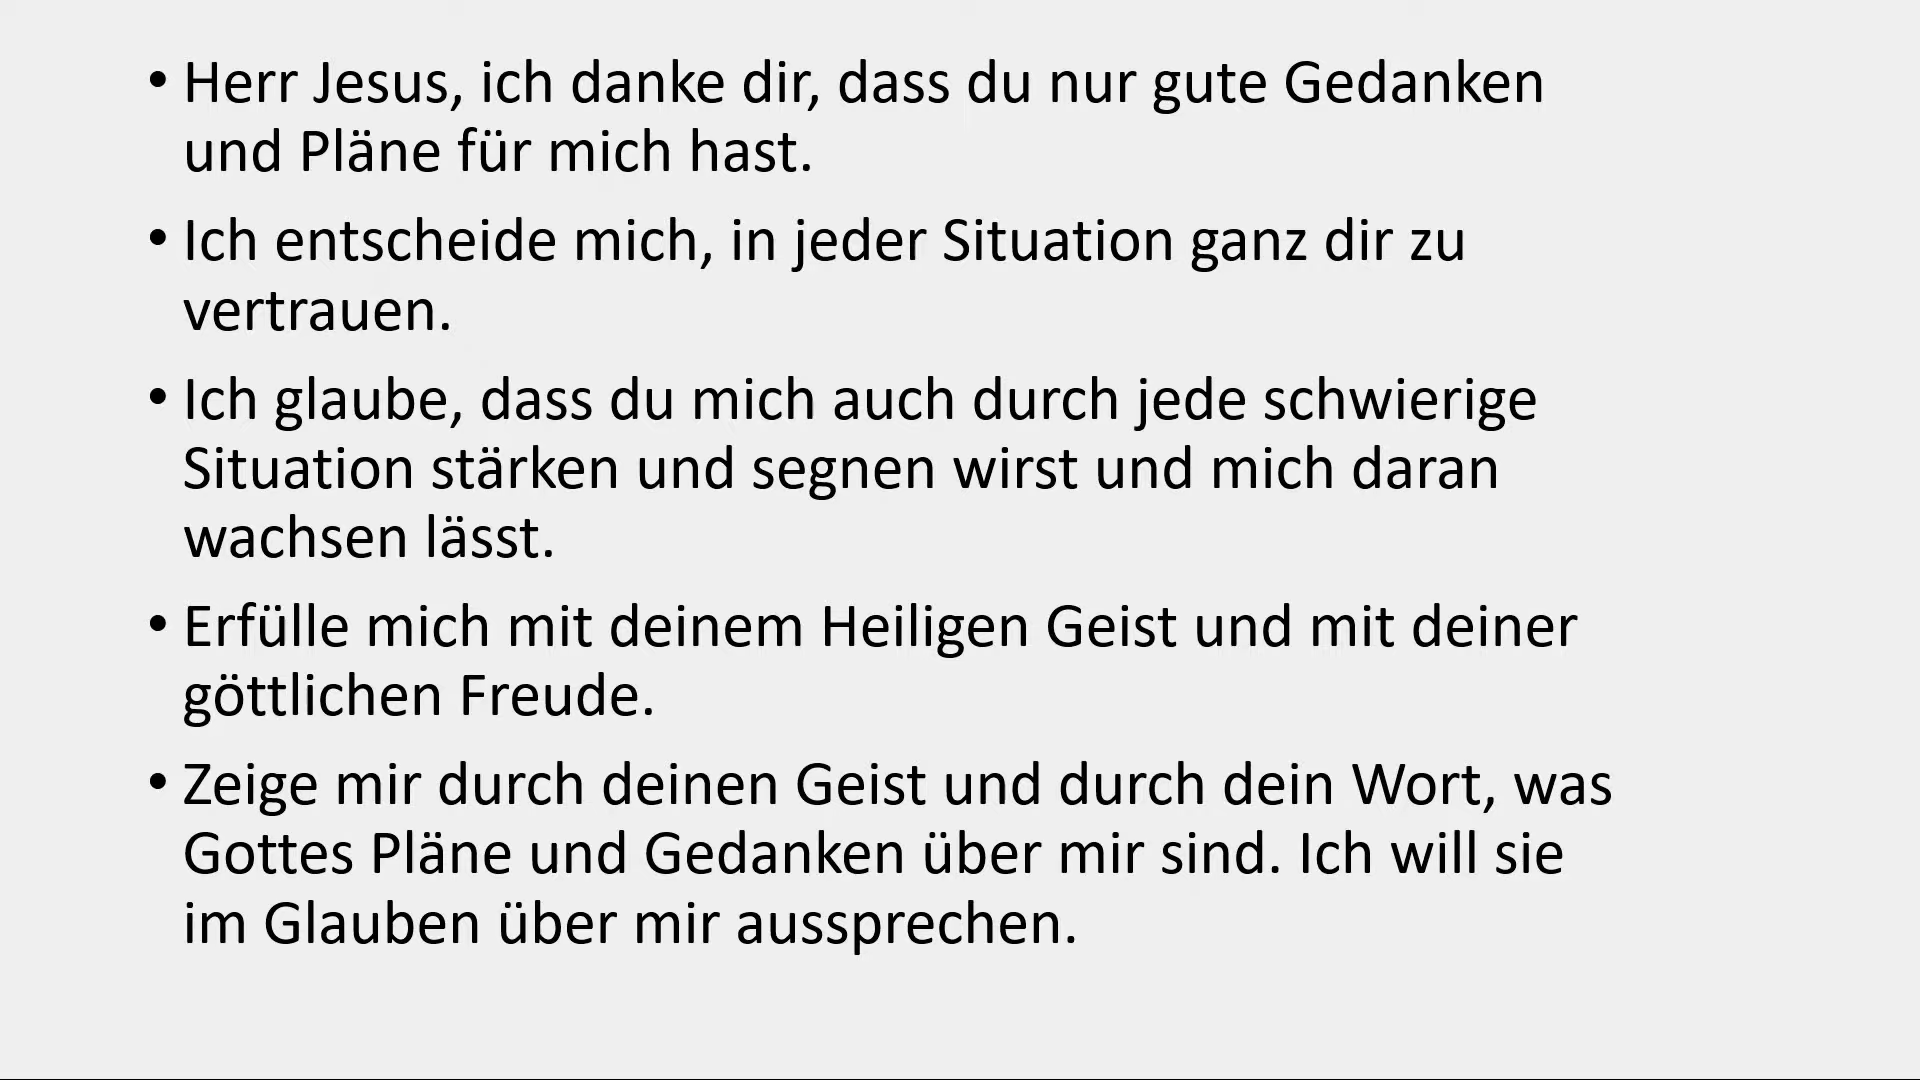 • Herr Jesus, ich danke dir, dass du nur gute Gedanken
und Pläne für mich hast.
• Ich entscheide mich, in jeder Situation ganz dir zu
vertrauen.
• Ich glaube, dass du mich auch durch jede schwierige
Situation stärken und segnen wirst und mich daran
wachsen lässt.
• Erfülle mich mit deinem Heiligen Geist und mit deiner
göttlichen Freude.
• Zeige mir durch deinen Geist und durch dein Wort, was
Gottes Pläne und Gedanken über mir sind. Ich will sie
im Glauben über mir aussprechen.